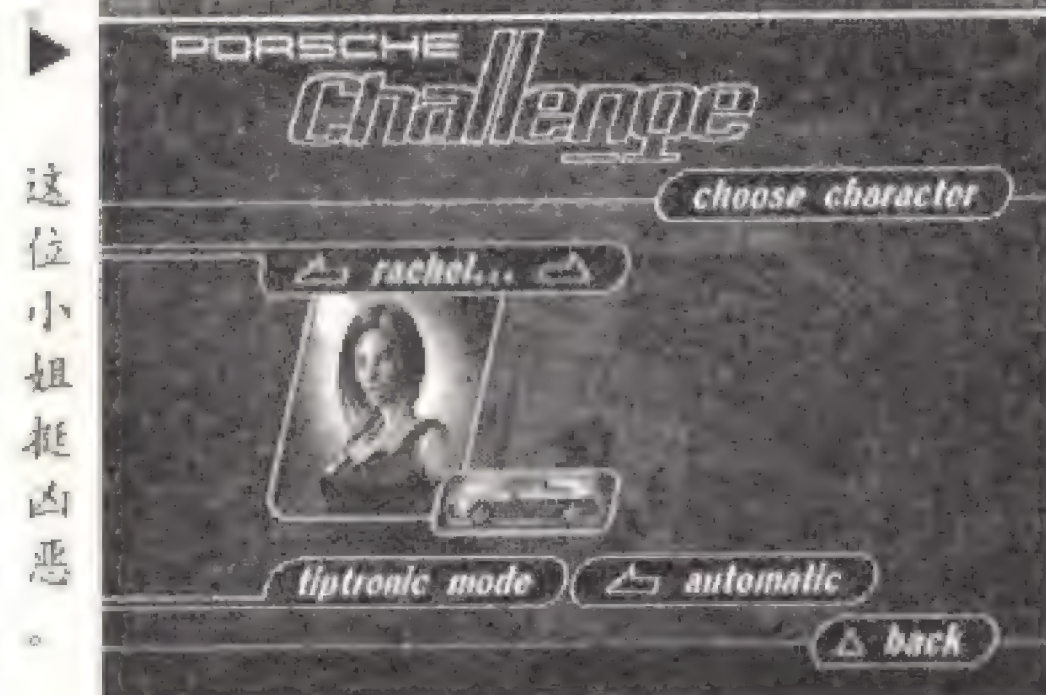 这位小姐挺凶恶。
PORSCHE
Challenge
choose character
rachel...
tiptronic mode
automatic
back